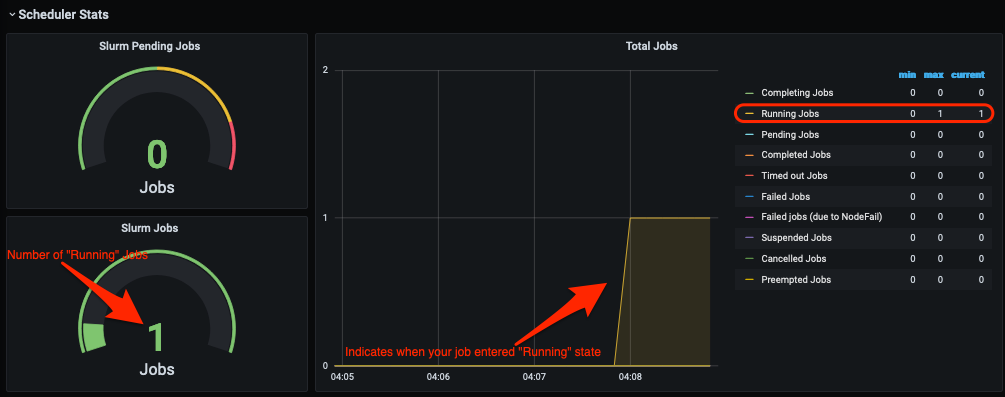 Scheduler Stats
Slurm Pending Jobs
0
Jobs
Slurm Jobs
Number of "Running" Jobs
1
Jobs
Total Jobs
2
1
0
04:05 04:06 04:07 04:08
Indicates when your job entered "Running" state
min max current
Completing Jobs 0 0 0
Running Jobs 0 1 1
Pending Jobs 0 0 0
Completed Jobs 0 0 0
Timed out Jobs 0 0 0
Failed Jobs 0 0 0
Failed jobs (due to NodeFail) 0 0 0
Suspended Jobs 0 0 0
Cancelled Jobs 0 0 0
Preempted Jobs 0 0 0